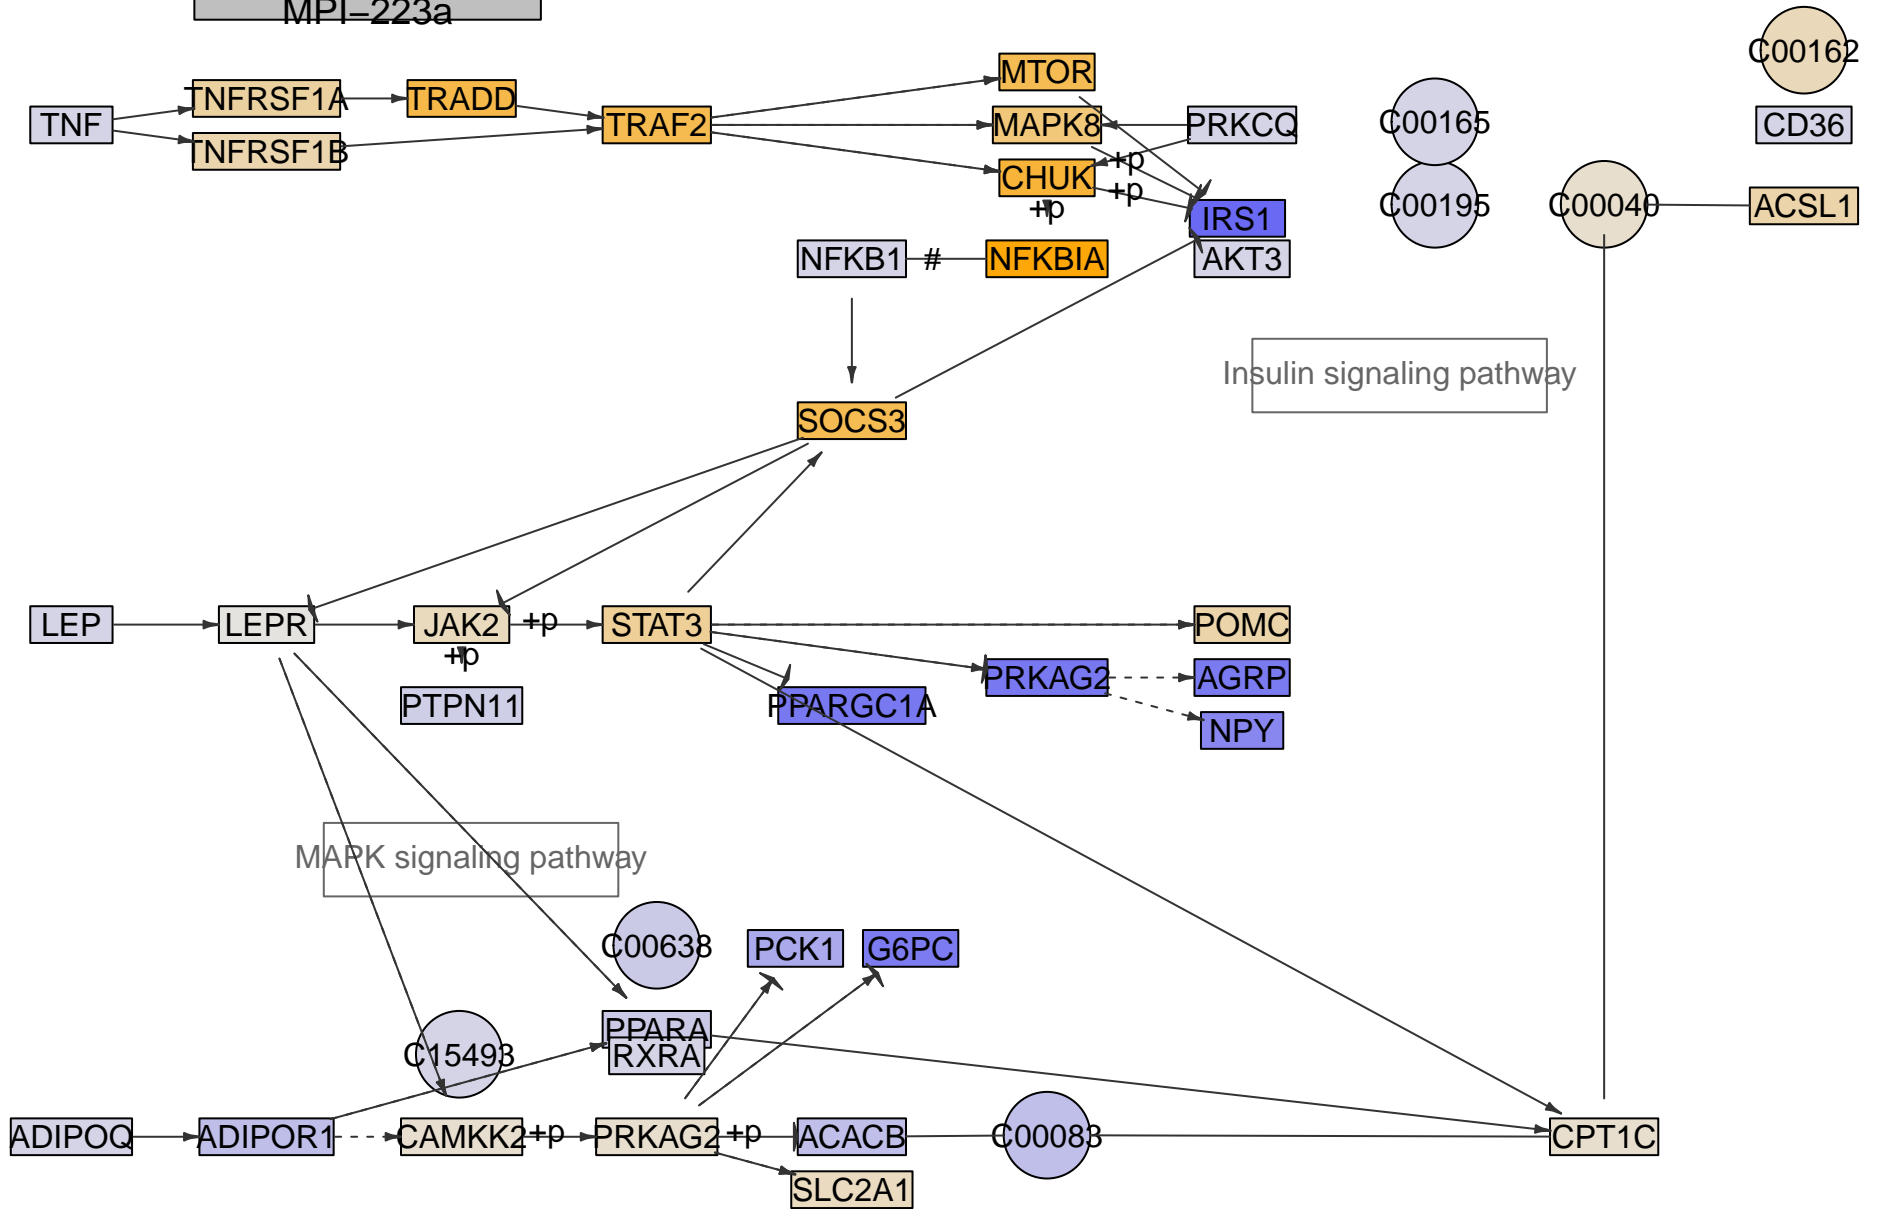 MPI−223a
C00162
TNF
TNFRSF1A
TRADD
MTOR
TNFRSF1B
TRAF2
MAPK8
PRKCQ
C00165
CD36
+p
CHUK
+p
+p
IRS1
C00195
C00040
ACSL1
NFKB1
#
NFKBIA
AKT3
Insulin signaling pathway
SOCS3
LEP
LEPR
JAK2
+p
STAT3
POMC
+p
PTPN11
PPARGC1A
PRKAG2
AGRP
NPY
MAPK signaling pathway
C00638
PCK1
G6PC
PPARA
RXRA
C15493
ADIPOQ
ADIPOR1
CAMKK2
+p
PRKAG2
+p
ACACB
C00083
CPT1C
SLC2A1